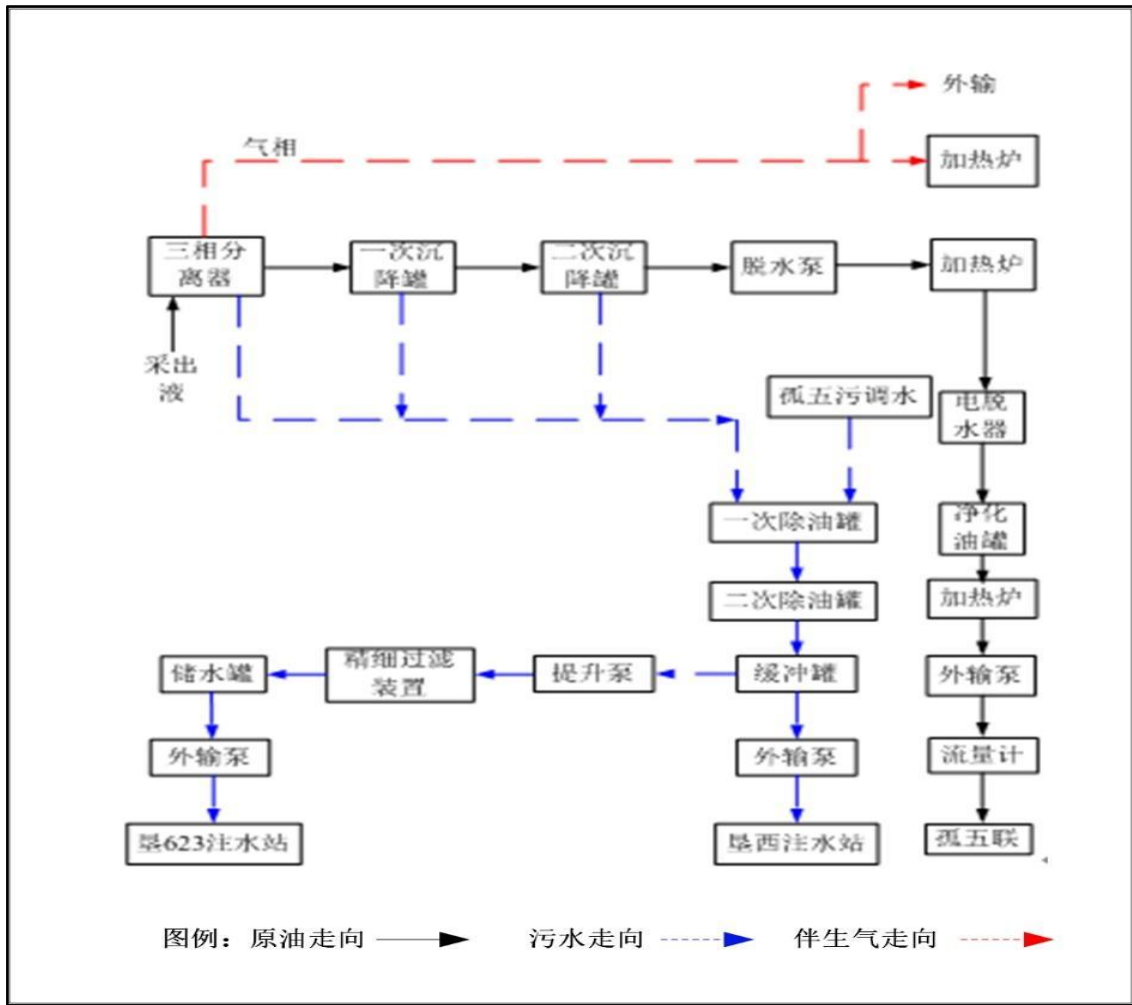 外输
气相
加热炉
三相分
离器
一次沉
降罐
二次沉
降罐
脱水泵
加热炉
采出
液
孤五污调水
电脱
水器
一次除油罐
净化
油罐
二次除油罐
加热炉
储水罐
精细过滤
装置
提升泵
缓冲罐
外输泵
外输泵
外输泵
流量计
垦623注水站
垦西注水站
孤五联
图例：原油走向
污水走向
伴生气走向